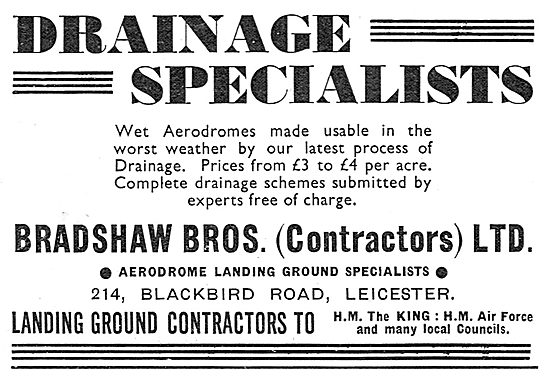 DRAINAGE
SPECIALISTS
Wet Aerodromes made usable in the
worst weather by our latest process of
Drainage. Prices from £3 to £4 per acre.
Complete drainage schemes submitted by
experts free of charge.
BRADSHAW BROS. (Contractors) LTD.
● AERODROME LANDING GROUND SPECIALISTS ●
214, BLACKBIRD ROAD, LEICESTER.
LANDING GROUND CONTRACTORS TO
H.M. The KING : H.M. Air Force
and many local Councils.